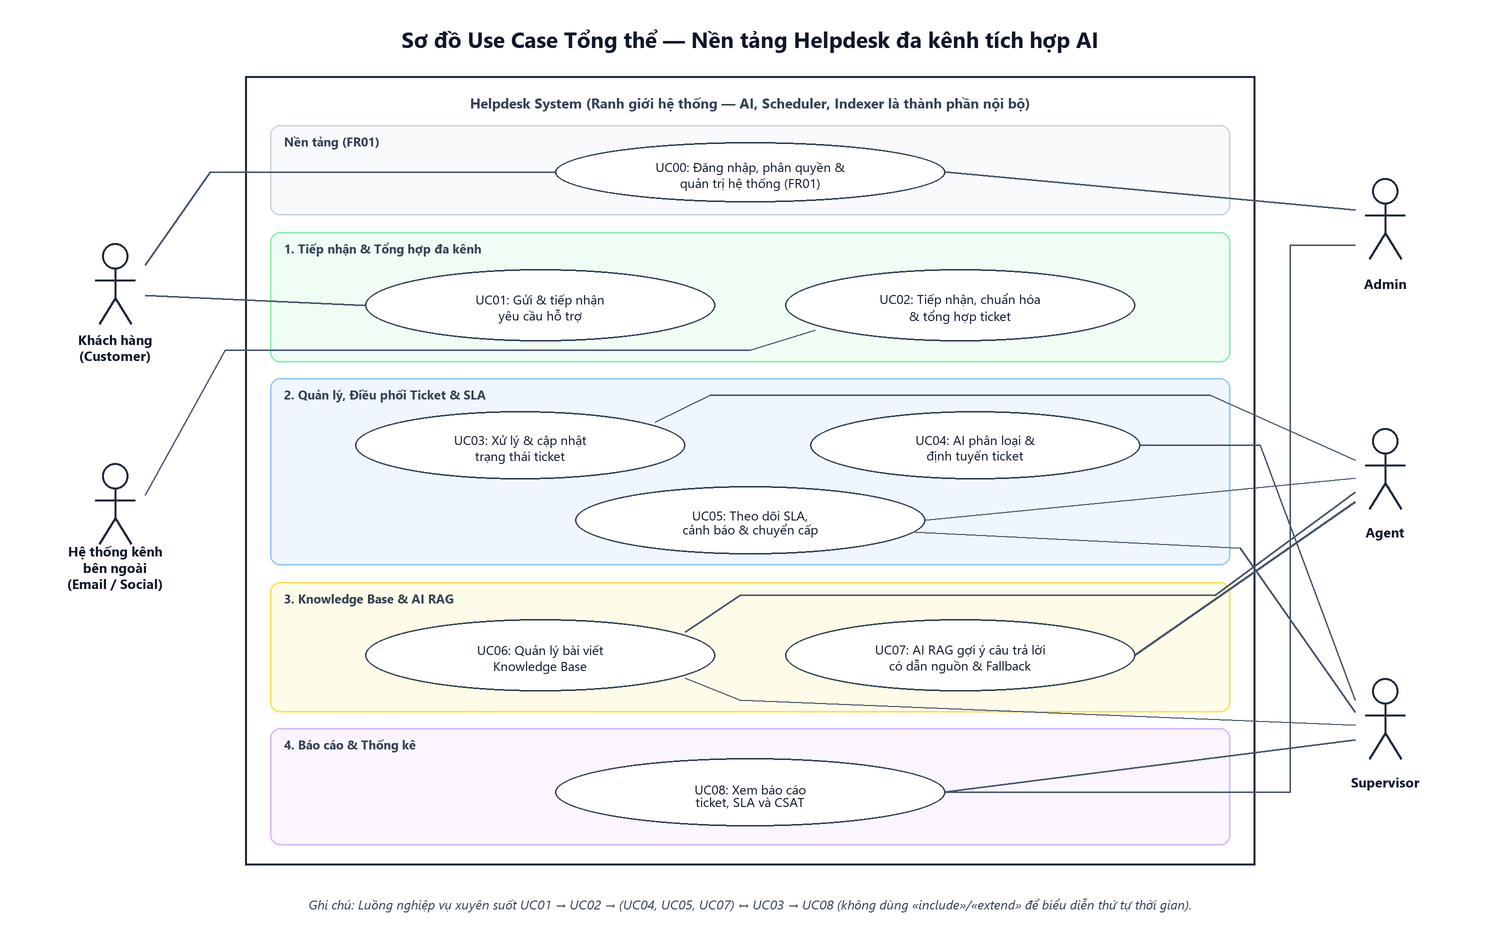 Sơ đồ Use Case Tổng thể — Nền tảng Helpdesk đa kênh tích hợp AI
Helpdesk System (Ranh giới hệ thống — AI, Scheduler, Indexer là thành phần nội bộ)
Nền tảng (FR01)
UC00: Đăng nhập, phân quyền &
quản trị hệ thống (FR01)
1. Tiếp nhận & Tổng hợp đa kênh
UC01: Gửi & tiếp nhận
yêu cầu hỗ trợ
UC02: Tiếp nhận, chuẩn hóa
& tổng hợp ticket
2. Quản lý, Điều phối Ticket & SLA
UC03: Xử lý & cập nhật
trạng thái ticket
UC04: AI phân loại &
định tuyến ticket
UC05: Theo dõi SLA,
cảnh báo & chuyển cấp
3. Knowledge Base & AI RAG
UC06: Quản lý bài viết
Knowledge Base
UC07: AI RAG gợi ý câu trả lời
có dẫn nguồn & Fallback
4. Báo cáo & Thống kê
UC08: Xem báo cáo
ticket, SLA và CSAT
Khách hàng
(Customer)
Hệ thống kênh
bên ngoài
(Email / Social)
Admin
Agent
Supervisor
Ghi chú: Luồng nghiệp vụ xuyên suốt UC01 → UC02 → (UC04, UC05, UC07) ↔ UC03 → UC08 (không dùng «include»/«extend» để biểu diễn thứ tự thời gian).